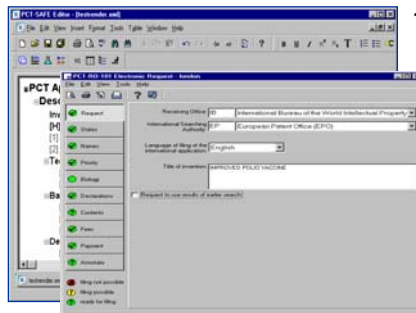 PCT-SAFE Editor - [testrender.xml]
File Edit View Insert Format Tools Table Window Help
PCT Ap
Desc
Inv
[H]
[1]
[2]
Te
Ba
De
PCT-RO-101 Electronic Request - london
File Edit View Tools Help
Request
States
Names
Priority
Biology
Declarations
Contents
Fees
Payment
Annotate
filing not possible
filing possible
ready for filing
Receiving Office
IB
International Bureau of the World Intellectual Property
International Searching Authority
EP
European Patent Office (EPO)
Language of filing of the international application
English
Title of invention
IMPROVED POLIO VACCINE
Request to use results of earlier search